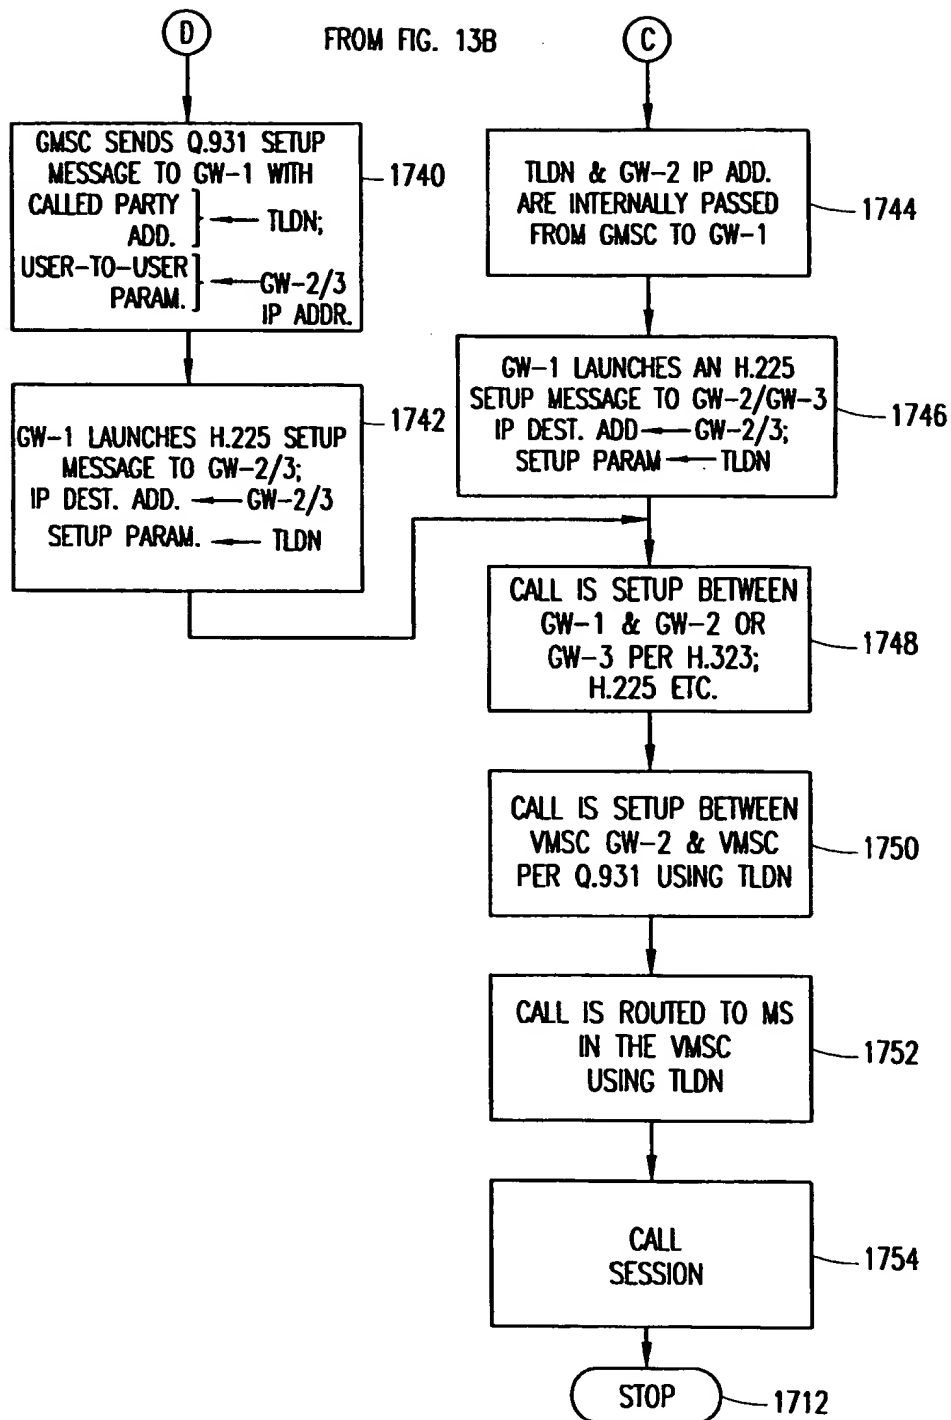 D
FROM FIG. 13B
C
GMSC SENDS Q.931 SETUP
MESSAGE TO GW-1 WITH
CALLED PARTY
ADD.
TLDN;
USER-TO-USER
PARAM.
GW-2/3
IP ADDR.
1740
GW-1 LAUNCHES H.225 SETUP
MESSAGE TO GW-2/3;
IP DEST. ADD. ← GW-2/3
SETUP PARAM. ← TLDN
1742
TLDN & GW-2 IP ADD.
ARE INTERNALLY PASSED
FROM GMSC TO GW-1
1744
GW-1 LAUNCHES AN H.225
SETUP MESSAGE TO GW-2/GW-3
IP DEST. ADD ← GW-2/3;
SETUP PARAM ← TLDN
1746
CALL IS SETUP BETWEEN
GW-1 & GW-2 OR
GW-3 PER H.323;
H.225 ETC.
1748
CALL IS SETUP BETWEEN
VMSC GW-2 & VMSC
PER Q.931 USING TLDN
1750
CALL IS ROUTED TO MS
IN THE VMSC
USING TLDN
1752
CALL
SESSION
1754
STOP
1712